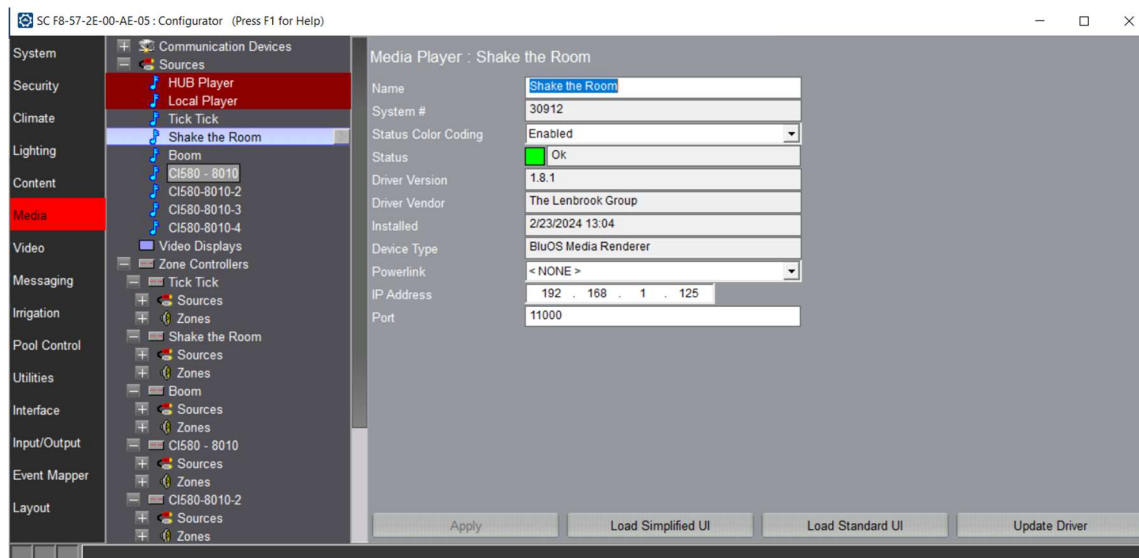 SC F8-57-2E-00-AE-05 : Configurator (Press F1 for Help)
System
Security
Climate
Lighting
Content
Media
Video
Messaging
Irrigation
Pool Control
Utilities
Interface
Input/Output
Event Mapper
Layout
Communication Devices
Sources
HUB Player
Local Player
Tick Tick
Shake the Room
Boom
CI580 - 8010
CI580-8010-2
CI580-8010-3
CI580-8010-4
Video Displays
Zone Controllers
Tick Tick
Sources
Zones
Shake the Room
Sources
Zones
Boom
Sources
Zones
CI580 - 8010
Sources
Zones
CI580-8010-2
Sources
Zones
Media Player : Shake the Room
Name Shake the Room
System # 30912
Status Color Coding Enabled
Status Ok
Driver Version 1.8.1
Driver Vendor The Lenbrook Group
Installed 2/23/2024 13:04
Device Type BluOS Media Renderer
Powerlink < NONE >
IP Address 192 . 168 . 1 . 125
Port 11000
Apply Load Simplified UI Load Standard UI Update Driver